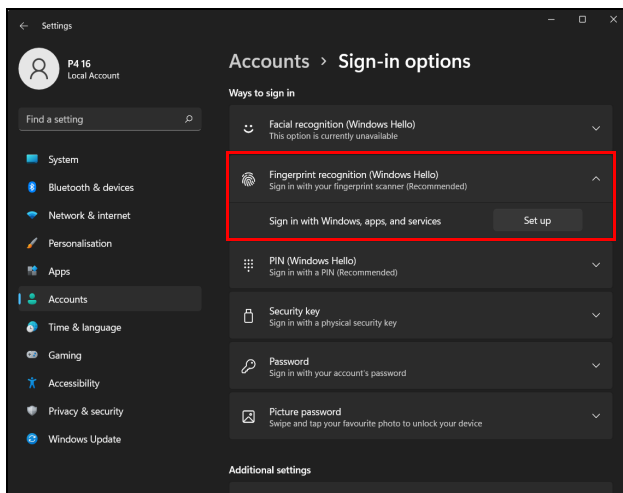 Settings
P4 16
Local Account
Find a setting
System
Bluetooth & devices
Network & internet
Personalisation
Apps
Accounts
Time & language
Gaming
Accessibility
Privacy & security
Windows Update
Accounts > Sign-in options
Ways to sign in
Facial recognition (Windows Hello)
This option is currently unavailable
Fingerprint recognition (Windows Hello)
Sign in with your fingerprint scanner (Recommended)
Sign in with Windows, apps, and services
Set up
PIN (Windows Hello)
Sign in with a PIN (Recommended)
Security key
Sign in with a physical security key
Password
Sign in with your account's password
Picture password
Swipe and tap your favourite photo to unlock your device
Additional settings